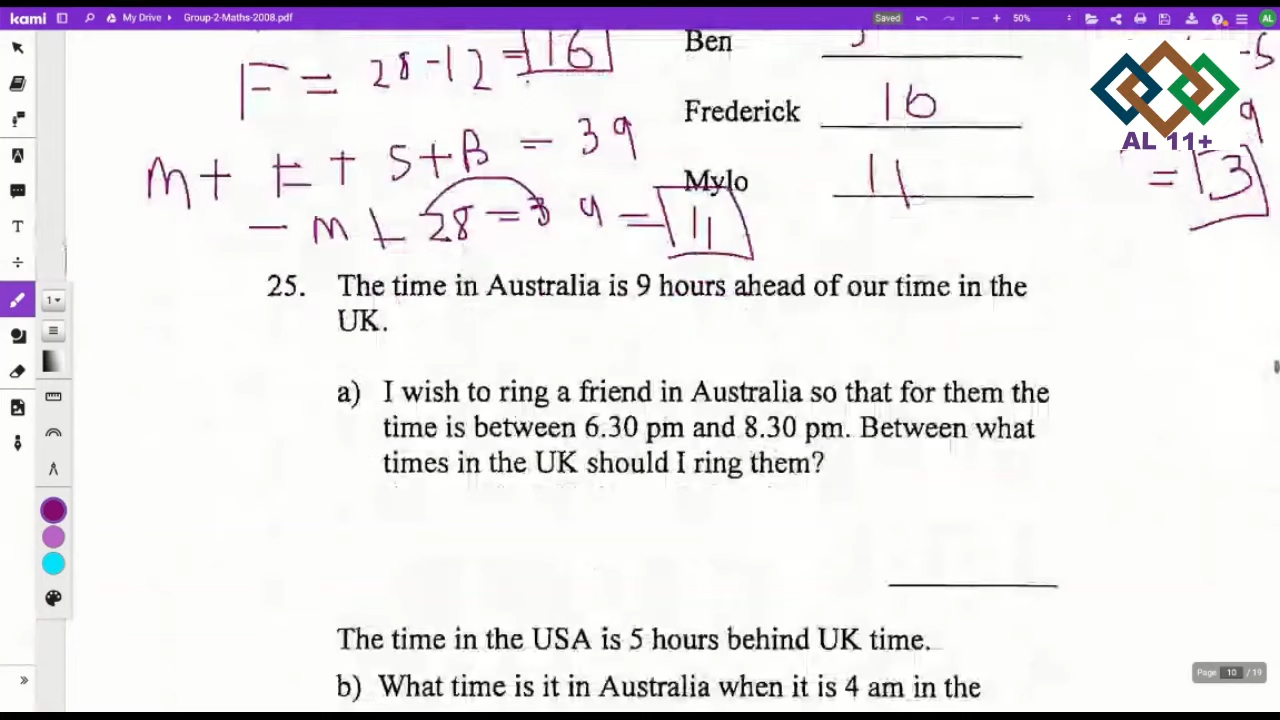 kami My Drive Group-2-Maths-2008.pdf Saved 50% AL
F = 28-12 = 16
Ben
Frederick 16
M+ F + S+B = 39
Mylo 11
- M + 28 = 39 = 11
= 3
AL 11+
25. The time in Australia is 9 hours ahead of our time in the
UK.
a) I wish to ring a friend in Australia so that for them the
time is between 6.30 pm and 8.30 pm. Between what
times in the UK should I ring them?
The time in the USA is 5 hours behind UK time.
b) What time is it in Australia when it is 4 am in the
Page 10 / 19